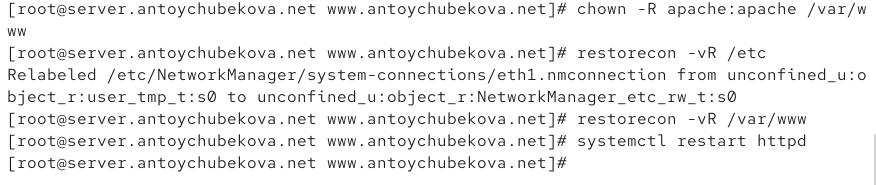 [root@server.antoychubekova.net www.antoychubekova.net]# chown -R apache:apache /var/w
ww
[root@server.antoychubekova.net www.antoychubekova.net]# restorecon -vR /etc
Relabeled /etc/NetworkManager/system-connections/eth1.nmconnection from unconfined_u:o
bject_r:user_tmp_t:s0 to unconfined_u:object_r:NetworkManager_etc_rw_t:s0
[root@server.antoychubekova.net www.antoychubekova.net]# restorecon -vR /var/www
[root@server.antoychubekova.net www.antoychubekova.net]# systemctl restart httpd
[root@server.antoychubekova.net www.antoychubekova.net]#